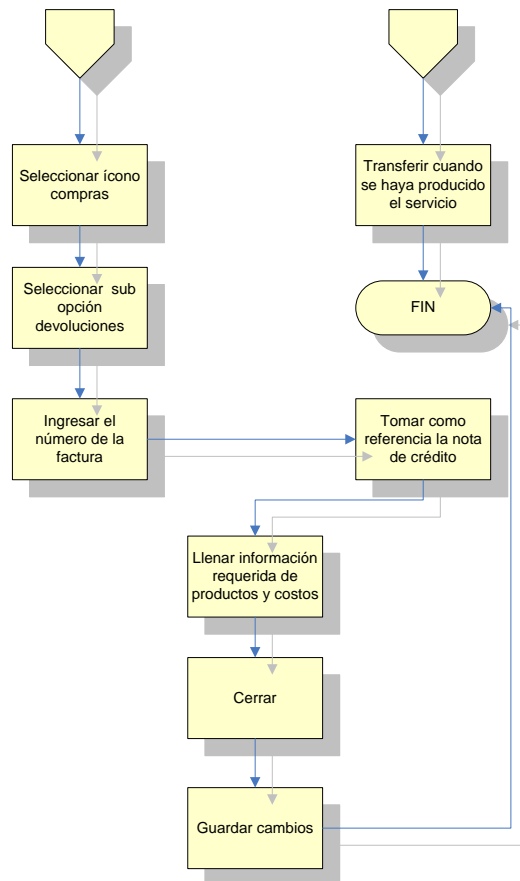 Seleccionar ícono
compras
Transferir cuando
se haya producido
el servicio
Seleccionar sub
opción
devoluciones
FIN
Ingresar el
número de la
factura
Tomar como
referencia la nota
de crédito
Llenar información
requerida de
productos y costos
Cerrar
Guardar cambios